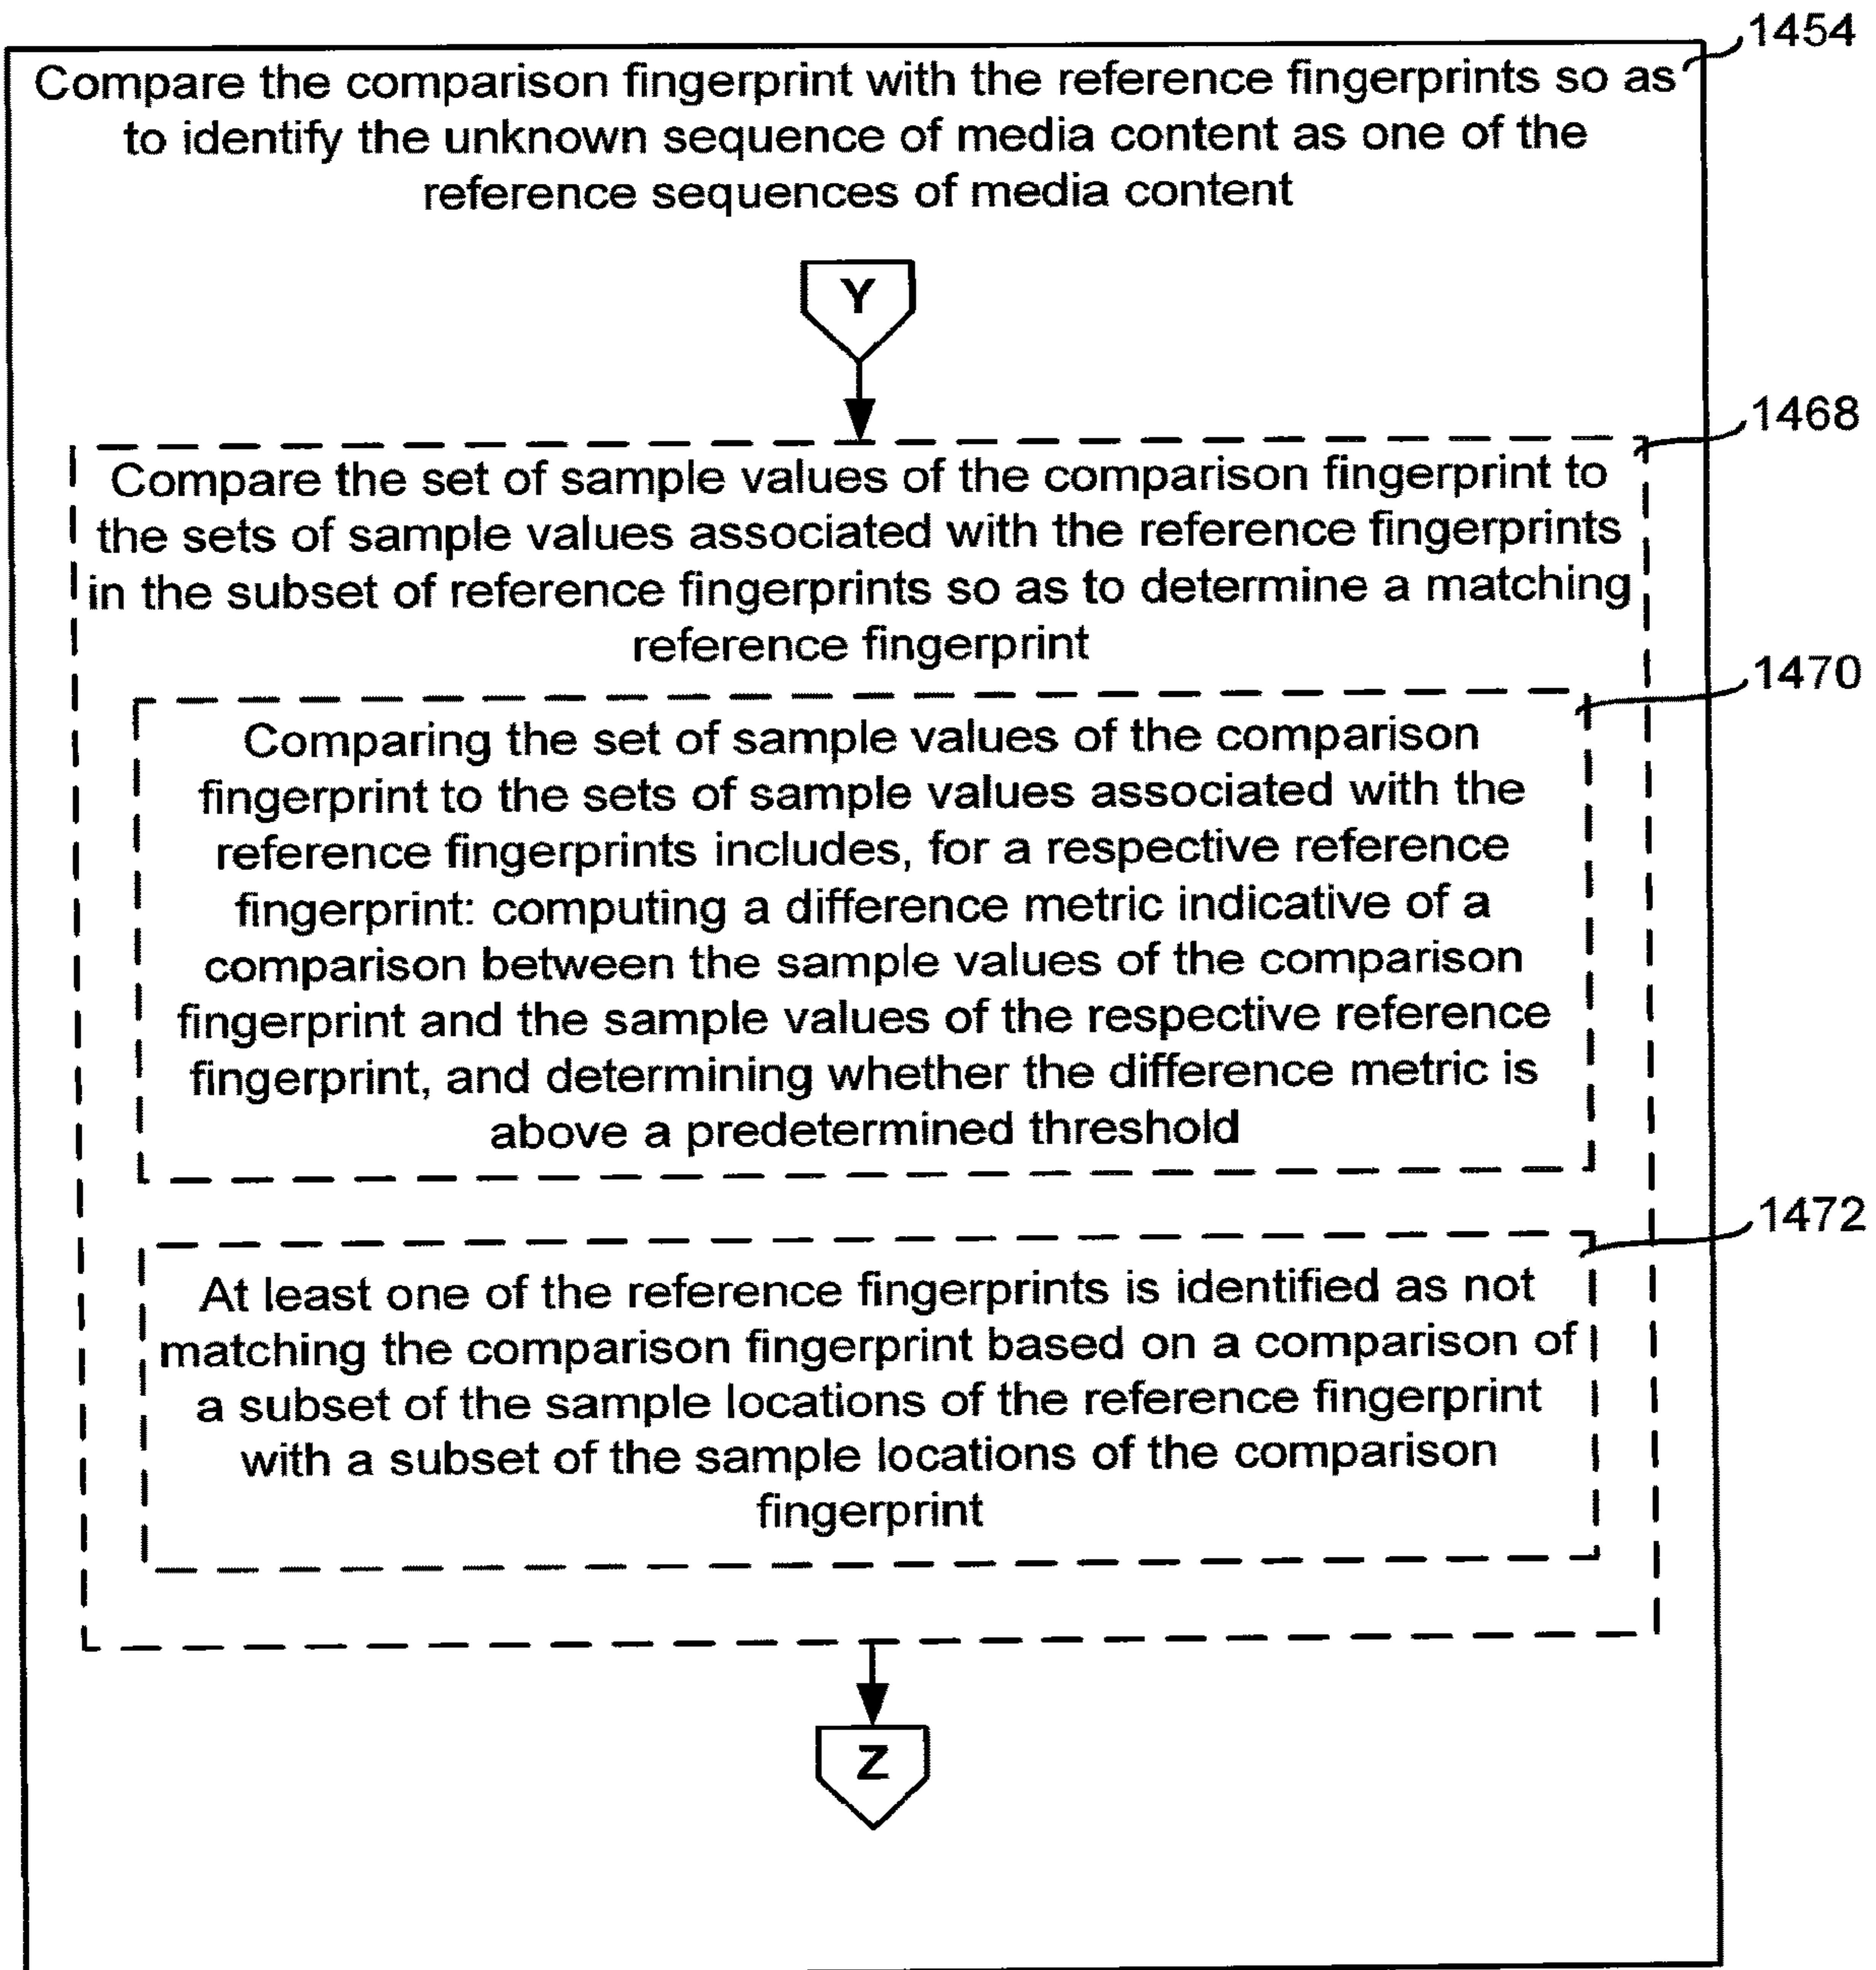 1454
Compare the comparison fingerprint with the reference fingerprints so as
to identify the unknown sequence of media content as one of the
reference sequences of media content
Y
1468
Compare the set of sample values of the comparison fingerprint to
the sets of sample values associated with the reference fingerprints
in the subset of reference fingerprints so as to determine a matching
reference fingerprint
1470
Comparing the set of sample values of the comparison
fingerprint to the sets of sample values associated with the
reference fingerprints includes, for a respective reference
fingerprint: computing a difference metric indicative of a
comparison between the sample values of the comparison
fingerprint and the sample values of the respective reference
fingerprint, and determining whether the difference metric is
above a predetermined threshold
1472
At least one of the reference fingerprints is identified as not
matching the comparison fingerprint based on a comparison of
a subset of the sample locations of the reference fingerprint
with a subset of the sample locations of the comparison
fingerprint
Z